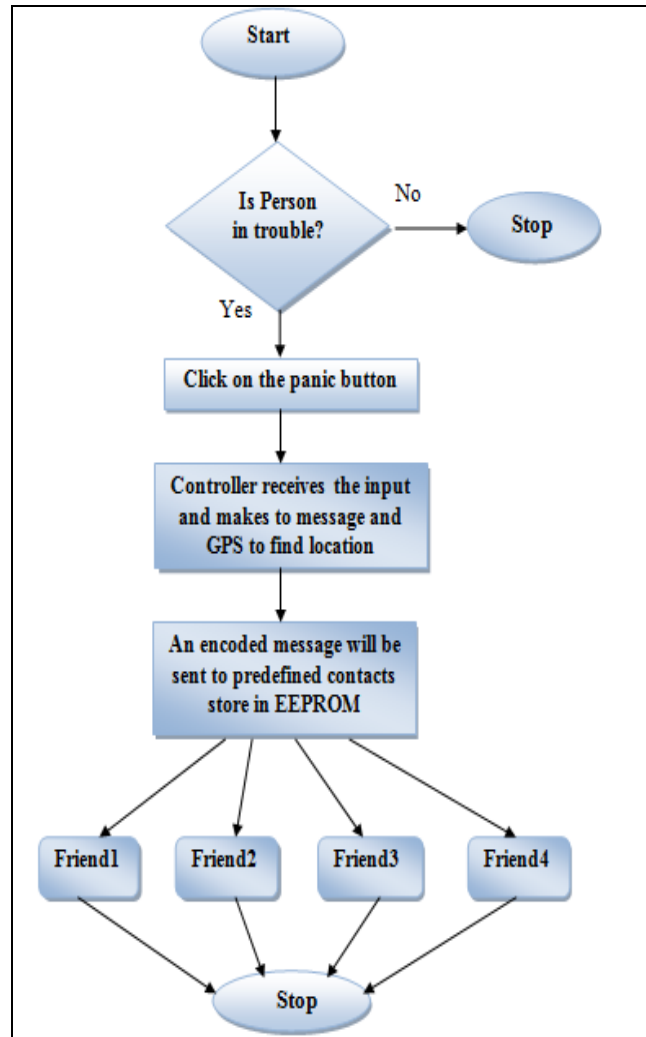 Start
Is Person
in trouble?
No
Stop
Yes
Click on the panic button
Controller receives the input
and makes to message and
GPS to find location
An encoded message will be
sent to predefined contacts
store in EEPROM
Friend1
Friend2
Friend3
Friend4
Stop